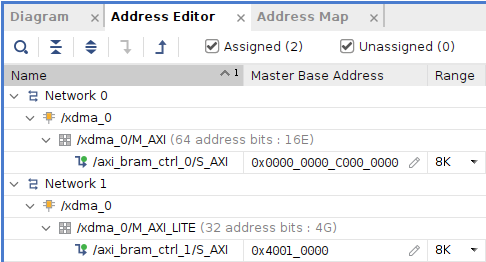 Diagram × Address Editor × Address Map ×
Assigned (2) Unassigned (0)
Name 1 Master Base Address Range
Network 0
/xdma_0
/xdma_0/M_AXI (64 address bits : 16E)
/axi_bram_ctrl_0/S_AXI 0x0000_0000_C000_0000 8K
Network 1
/xdma_0
/xdma_0/M_AXI_LITE (32 address bits : 4G)
/axi_bram_ctrl_1/S_AXI 0x4001_0000 8K